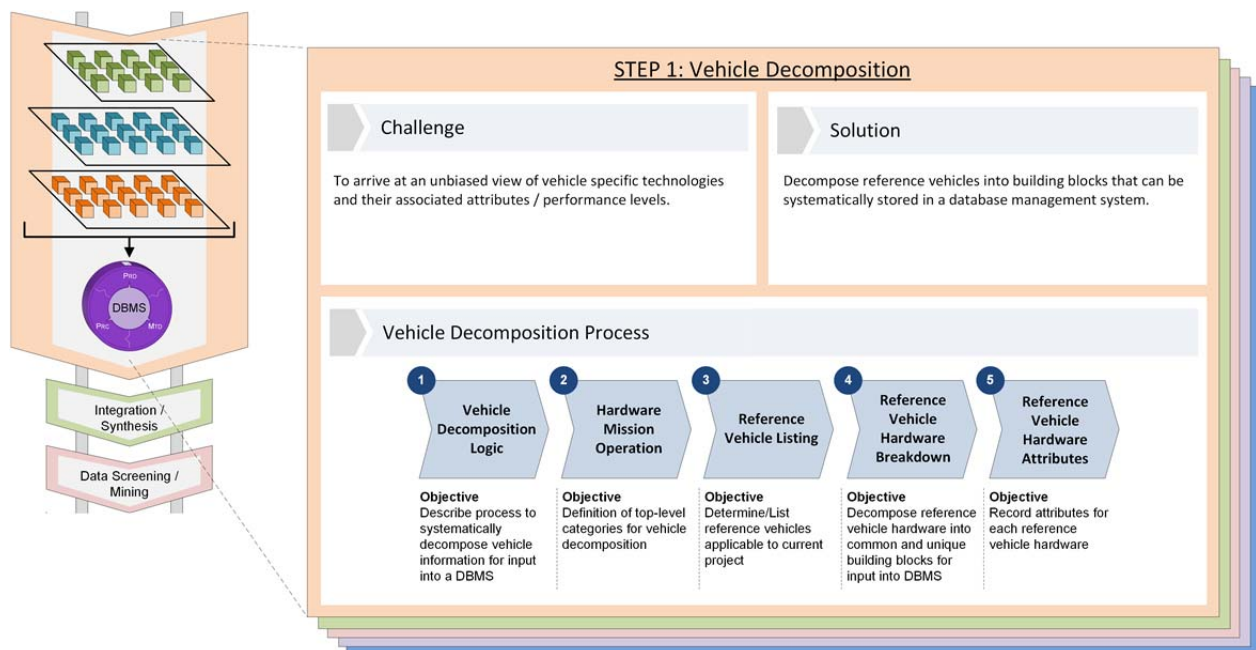 STEP 1: Vehicle Decomposition
Challenge
To arrive at an unbiased view of vehicle specific technologies
and their associated attributes / performance levels.
Solution
Decompose reference vehicles into building blocks that can be
systematically stored in a database management system.
PRO
DBMS
PRC
MTD
Integration /
Synthesis
Data Screening /
Mining
Vehicle Decomposition Process
1
Vehicle
Decomposition
Logic
Objective
Describe process to
systematically
decompose vehicle
information for input
into a DBMS
2
Hardware
Mission
Operation
Objective
Definition of top-level
categories for vehicle
decomposition
3
Reference
Vehicle Listing
Objective
Determine/List
reference vehicles
applicable to current
project
4
Reference
Vehicle
Hardware
Breakdown
Objective
Decompose reference
vehicle hardware into
common and unique
building blocks for
input into DBMS
5
Reference
Vehicle
Hardware
Attributes
Objective
Record attributes for
each reference
vehicle hardware